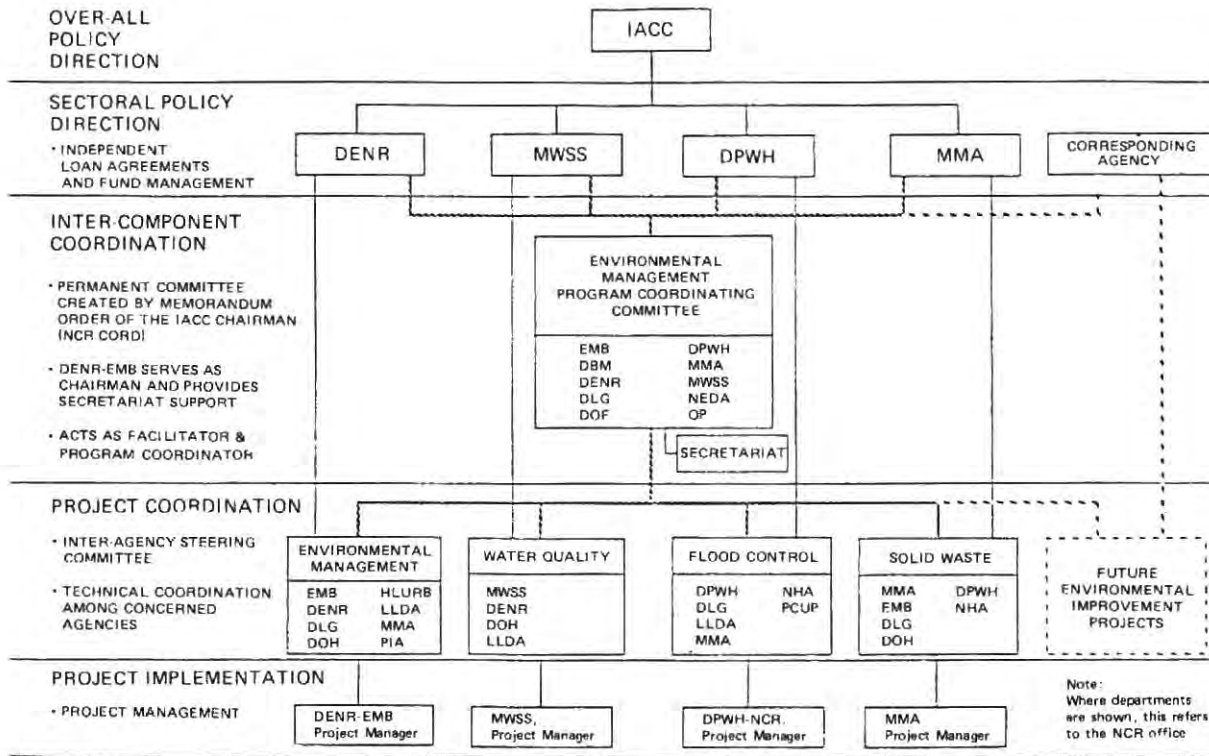 OVER-ALL
POLICY
DIRECTION
IACC
SECTORAL POLICY
DIRECTION
• INDEPENDENT
LOAN AGREEMENTS
AND FUND MANAGEMENT
DENR
MWSS
DPWH
MMA
CORRESPONDING
AGENCY
INTER-COMPONENT
COORDINATION
• PERMANENT COMMITTEE
CREATED BY MEMORANDUM
ORDER OF THE IACC CHAIRMAN
(NCR CORD)
• DENR-EMB SERVES AS
CHAIRMAN AND PROVIDES
SECRETARIAT SUPPORT
• ACTS AS FACILITATOR &
PROGRAM COORDINATOR
ENVIRONMENTAL
MANAGEMENT
PROGRAM COORDINATING
COMMITTEE
EMB DPWH
DBM MMA
DENR MWSS
DLG NEDA
DOF OP
SECRETARIAT
PROJECT COORDINATION
• INTER-AGENCY STEERING
COMMITTEE
• TECHNICAL COORDINATION
AMONG CONCERNED
AGENCIES
ENVIRONMENTAL
MANAGEMENT
EMB HLURB
DENR LLDA
DLG MMA
DOH PIA
WATER QUALITY
MWSS
DENR
DOH
LLDA
FLOOD CONTROL
DPWH NHA
DLG PCUP
LLDA
MMA
SOLID WASTE
MMA DPWH
EMB NHA
DLG
DOH
FUTURE
ENVIRONMENTAL
IMPROVEMENT
PROJECTS
PROJECT IMPLEMENTATION
• PROJECT MANAGEMENT
DENR-EMB
Project Manager
MWSS,
Project Manager
DPWH-NCR,
Project Manager
MMA
Project Manager
Note:
Where departments
are shown, this refers
to the NCR office